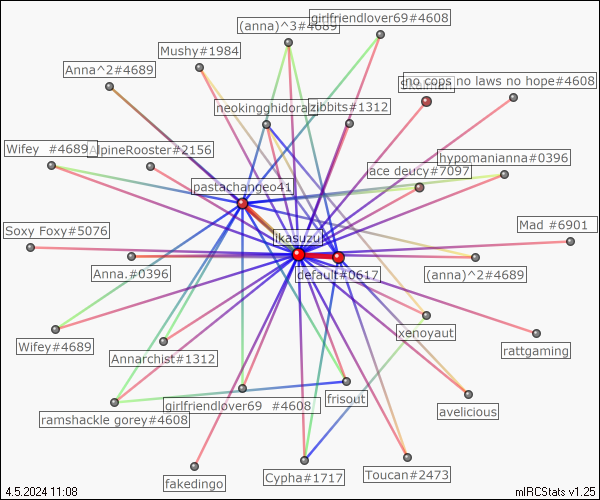 girlfriendlover69#4608
(anna)^3#4689
Mushy#1984
Anna^2#4689
no cops no laws no hope#4608
neokingghidora
zibbits#1312
Wifey  #4689
AlpineRooster#2156
hypomanianna#0396
ace deucy#7097
pastachangeo41
Mad #6901
Soxy Foxy#5076
ikasuzu
Anna.#0396
default#0617
(anna)^2#4689
xenoyaut
Wifey#4689
Annarchist#1312
rattgaming
frisout
girlfriendlover69  #4608
avelicious
ramshackle gorey#4608
fakedingo
Cypha#1717
Toucan#2473
4.5.2024 11:08
mIRCStats v1.25